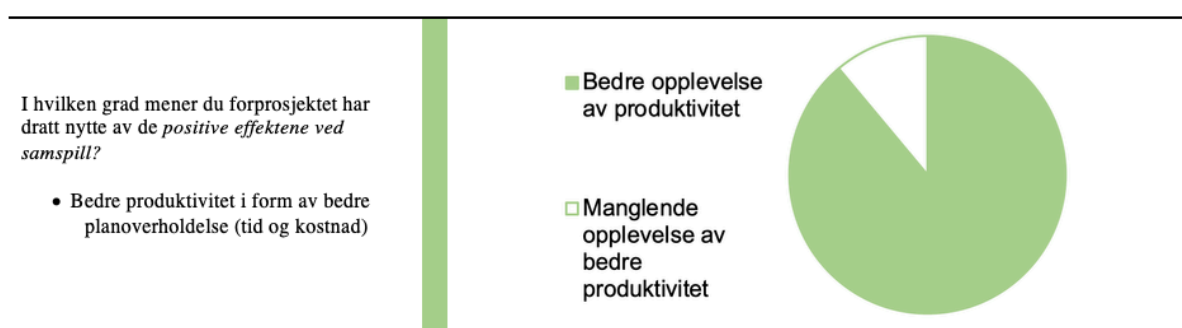 I hvilken grad mener du forprosjektet har
dratt nytte av de positive effektene ved
samspill?
• Bedre produktivitet i form av bedre
planoverholdelse (tid og kostnad)
Bedre opplevelse
av produktivitet
Manglende
opplevelse av
bedre
produktivitet